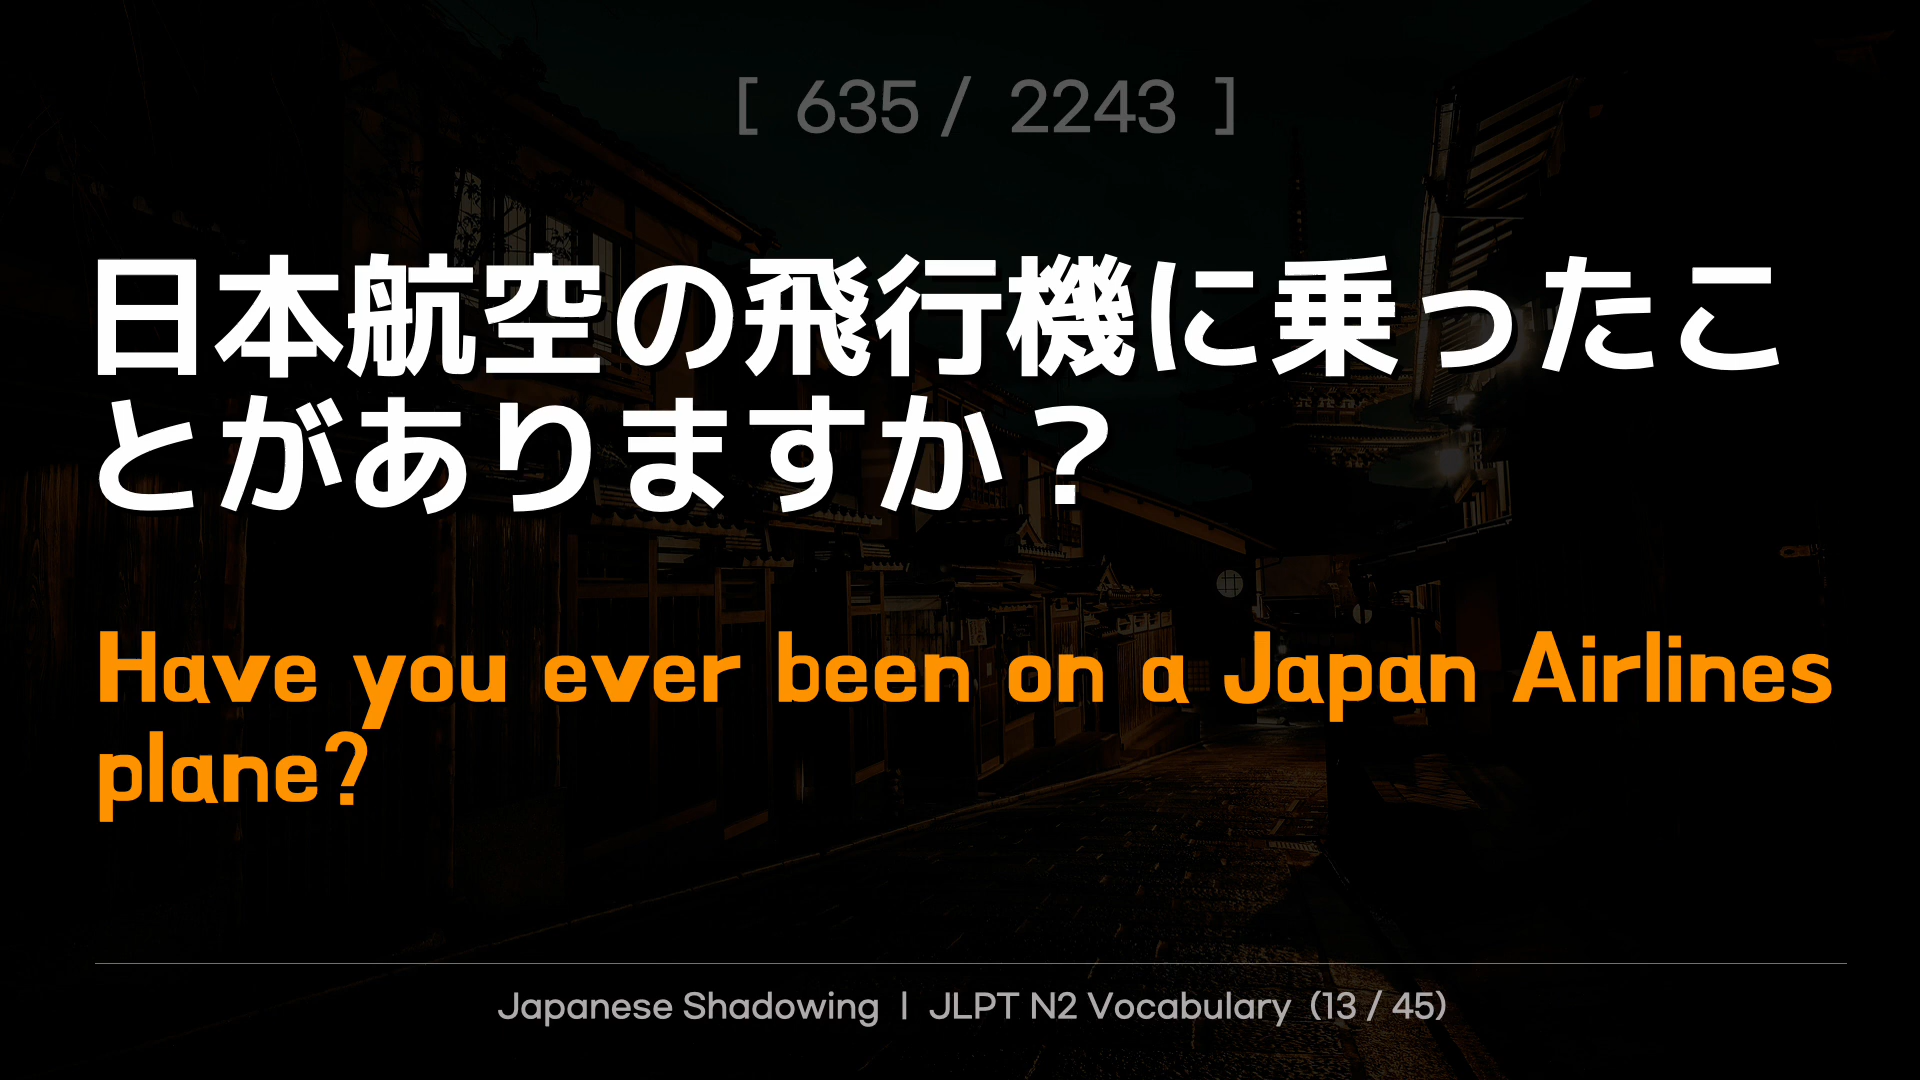 [ 635 / 2243 ]
日本航空の飛行機に乗ったこ
とがありますか？
Have you ever been on a Japan Airlines
plane?
Japanese Shadowing | JLPT N2 Vocabulary (13 / 45)